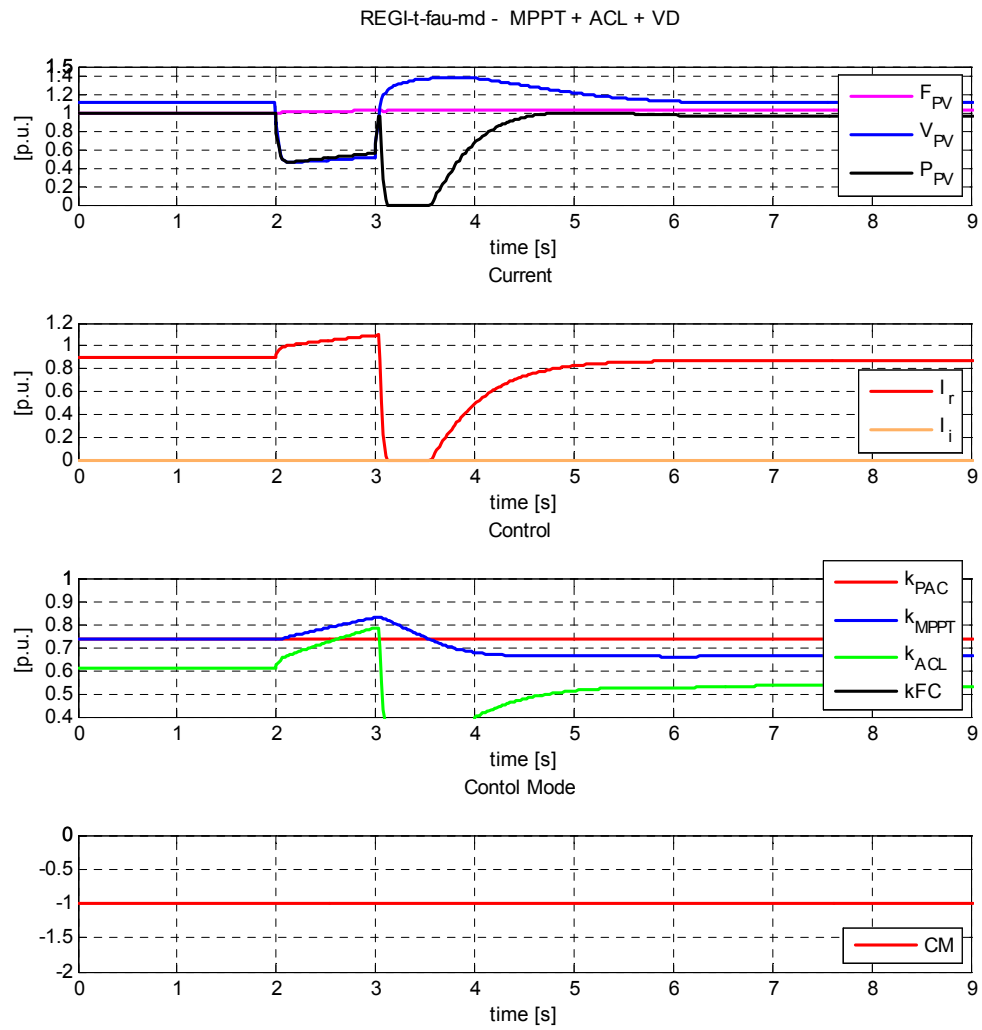 REGI-t-fau-md - MPPT + ACL + VD
1.5
1.4
1.2
1
0.8
0.6
0.4
0.2
0
[p.u.]
F_PV
V_PV
P_PV
0 1 2 3 4 5 6 7 8 9
time [s]
Current
1.2
1
0.8
0.6
0.4
0.2
0
[p.u.]
I_r
I_i
0 1 2 3 4 5 6 7 8 9
time [s]
Control
1
0.9
0.8
0.7
0.6
0.5
0.4
[p.u.]
k_PAC
k_MPPT
k_ACL
kFC
0 1 2 3 4 5 6 7 8 9
time [s]
Contol Mode
0
-0.5
-1
-1.5
-2
CM
0 1 2 3 4 5 6 7 8 9
time [s]